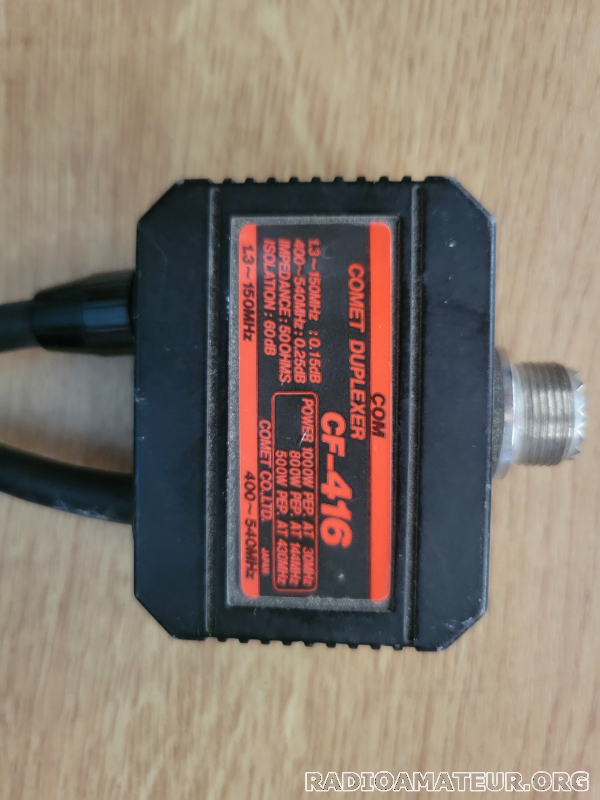 COM
COMET DUPLEXER
CF-416
1.3~150MHz : 0.15dB
400~540MHz : 0.25dB
IMPEDANCE : 50 OHMS.
ISOLATION : 60dB
POWER 1000W PEP. AT 30MHz
800W PEP. AT 144MHz
500W PEP. AT 430MHz
COMET CO., LTD. JAPAN
1.3~150MHz
400~540MHz
RADIOAMATEUR.ORG